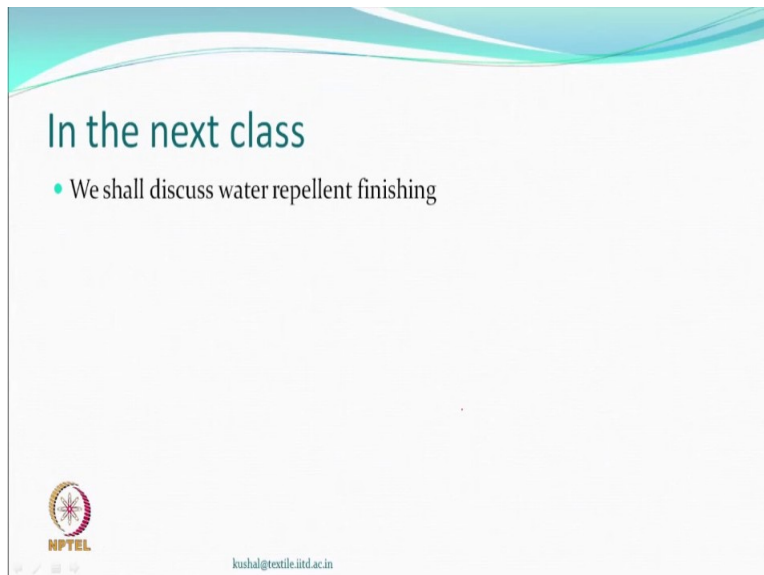 In the next class
We shall discuss water repellent finishing
NPTEL
kushal@textile.iitd.ac.in